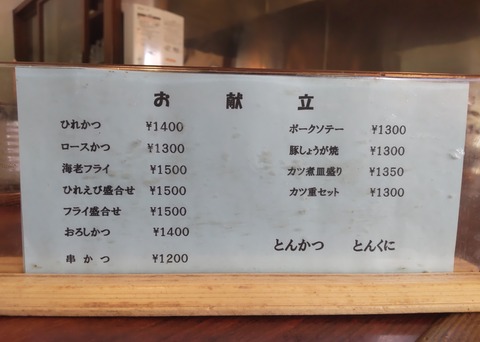 お献立
ひれかつ ¥1400
ロースかつ ¥1300
海老フライ ¥1500
ひれえび盛合せ ¥1500
フライ盛合せ ¥1500
おろしかつ ¥1400
串かつ ¥1200
ポークソテー ¥1300
豚しょうが焼 ¥1300
カツ煮皿盛り ¥1350
カツ重セット ¥1300
とんかつ とんくに